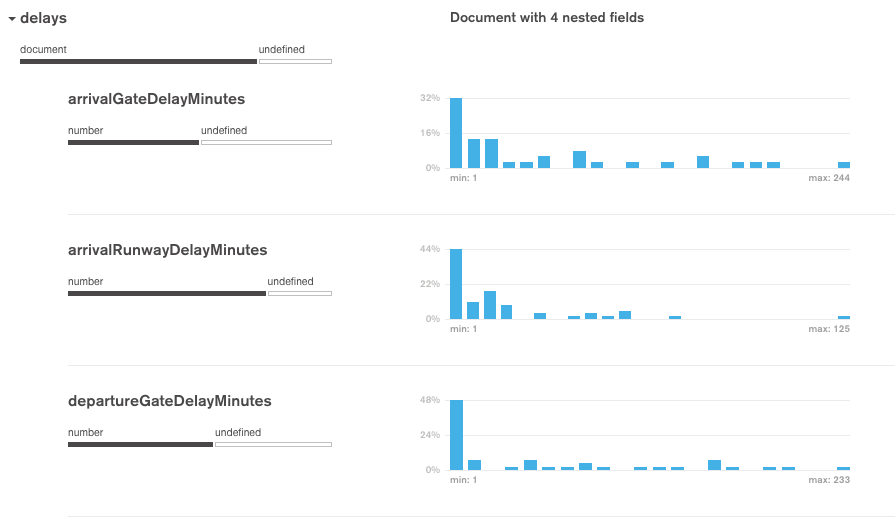 delays
Document with 4 nested fields
document undefined
arrivalGateDelayMinutes
number undefined
32%
16%
0%
min: 1 max: 244
arrivalRunwayDelayMinutes
number undefined
44%
22%
0%
min: 1 max: 125
departureGateDelayMinutes
number undefined
48%
24%
0%
min: 1 max: 233